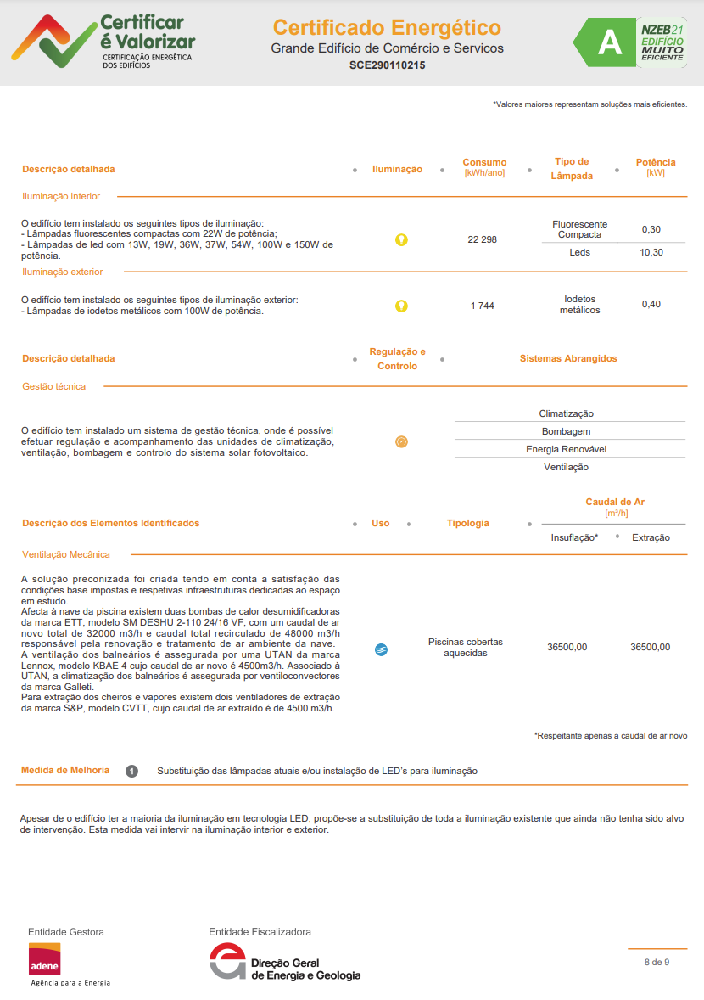 Certificar
é Valorizar
CERTIFICAÇÃO ENERGÉTICA
DOS EDIFÍCIOS
Certificado Energético
Grande Edifício de Comércio e Servicos
SCE290110215
A
NZEB21
EDIFÍCIO
MUITO
EFICIENTE
*Valores maiores representam soluções mais eficientes.
Descrição detalhada
Iluminação
Consumo
[kWh/ano]
Tipo de
Lâmpada
Potência
[kW]
Iluminação interior
O edifício tem instalado os seguintes tipos de iluminação:
- Lâmpadas fluorescentes compactas com 22W de potência;
- Lâmpadas de led com 13W, 19W, 36W, 37W, 54W, 100W e 150W de
potência.
22 298
Fluorescente
Compacta
0,30
Leds
10,30
Iluminação exterior
O edifício tem instalado os seguintes tipos de iluminação exterior:
- Lâmpadas de iodetos metálicos com 100W de potência.
1 744
Iodetos
metálicos
0,40
Descrição detalhada
Regulação e
Controlo
Sistemas Abrangidos
Gestão técnica
O edifício tem instalado um sistema de gestão técnica, onde é possível
efetuar regulação e acompanhamento das unidades de climatização,
ventilação, bombagem e controlo do sistema solar fotovoltaico.
Climatização
Bombagem
Energia Renovável
Ventilação
Descrição dos Elementos Identificados
Uso
Tipologia
Caudal de Ar
[m³/h]
Insuflação*
Extração
Ventilação Mecânica
A solução preconizada foi criada tendo em conta a satisfação das
condições base impostas e respetivas infraestruturas dedicadas ao espaço
em estudo.
Afecta à nave da piscina existem duas bombas de calor desumidificadoras
da marca ETT, modelo SM DESHU 2-110 24/16 VF, com um caudal de ar
novo total de 32000 m3/h e caudal total recirculado de 48000 m3/h
responsável pela renovação e tratamento de ar ambiente da nave.
A ventilação dos balneários é assegurada por uma UTAN da marca
Lennox, modelo KBAE 4 cujo caudal de ar novo é 4500m3/h. Associado à
UTAN, a climatização dos balneários é assegurada por ventiloconvectores
da marca Galleti.
Para extração dos cheiros e vapores existem dois ventiladores de extração
da marca S&P, modelo CVTT, cujo caudal de ar extraído é de 4500 m3/h.
Piscinas cobertas
aquecidas
36500,00
36500,00
*Respeitante apenas a caudal de ar novo
Medida de Melhoria
1
Substituição das lâmpadas atuais e/ou instalação de LED's para iluminação
Apesar de o edifício ter a maioria da iluminação em tecnologia LED, propõe-se a substituição de toda a iluminação existente que ainda não tenha sido alvo
de intervenção. Esta medida vai intervir na iluminação interior e exterior.
Entidade Gestora
adene
Agência para a Energia
Entidade Fiscalizadora
Direção Geral
de Energia e Geologia
8 de 9